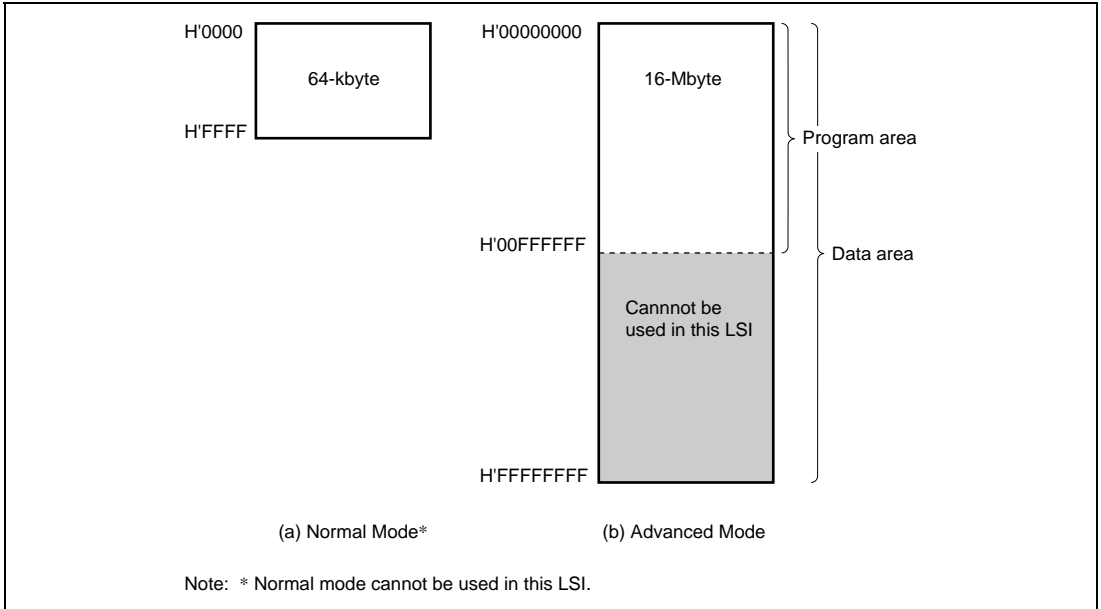 H'0000
64-kbyte
H'FFFF
H'00000000
16-Mbyte
Program area
H'00FFFFFF
Data area
Cannnot be
used in this LSI
H'FFFFFFFF
(a) Normal Mode*
(b) Advanced Mode
Note: * Normal mode cannot be used in this LSI.